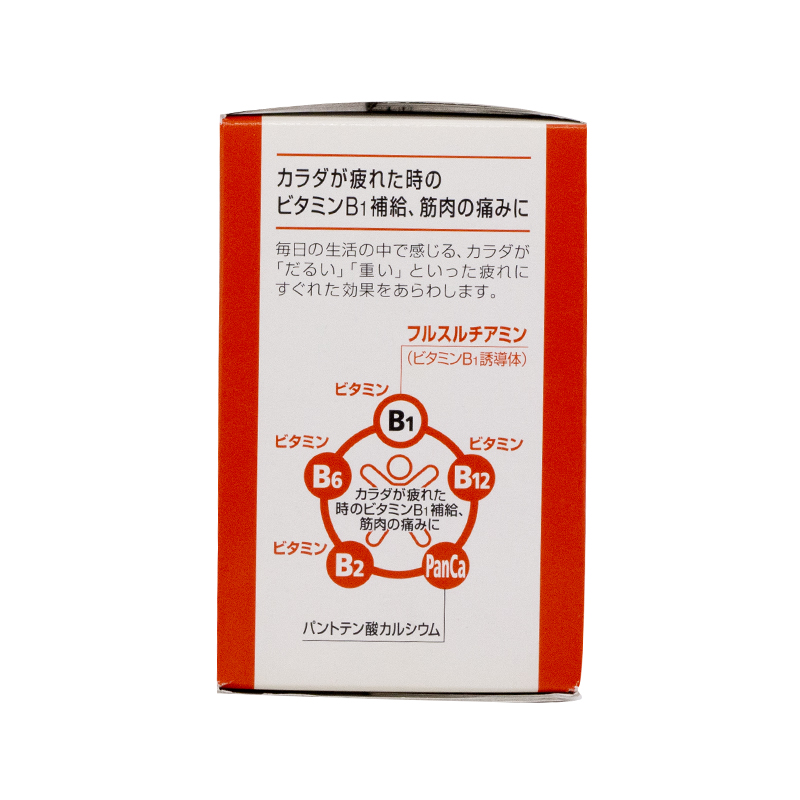 カラダが疲れた時の
ビタミンB1補給、筋肉の痛みに
毎日の生活の中で感じる、カラダが
「だるい」「重い」といった疲れに
すぐれた効果をあらわします。
フルスルチアミン
(ビタミンB1誘導体)
ビタミン
B1
ビタミン
B6
ビタミン
B12
カラダが疲れた
時のビタミンB1補給、
筋肉の痛みに
ビタミン
B2
PanCa
パントテン酸カルシウム